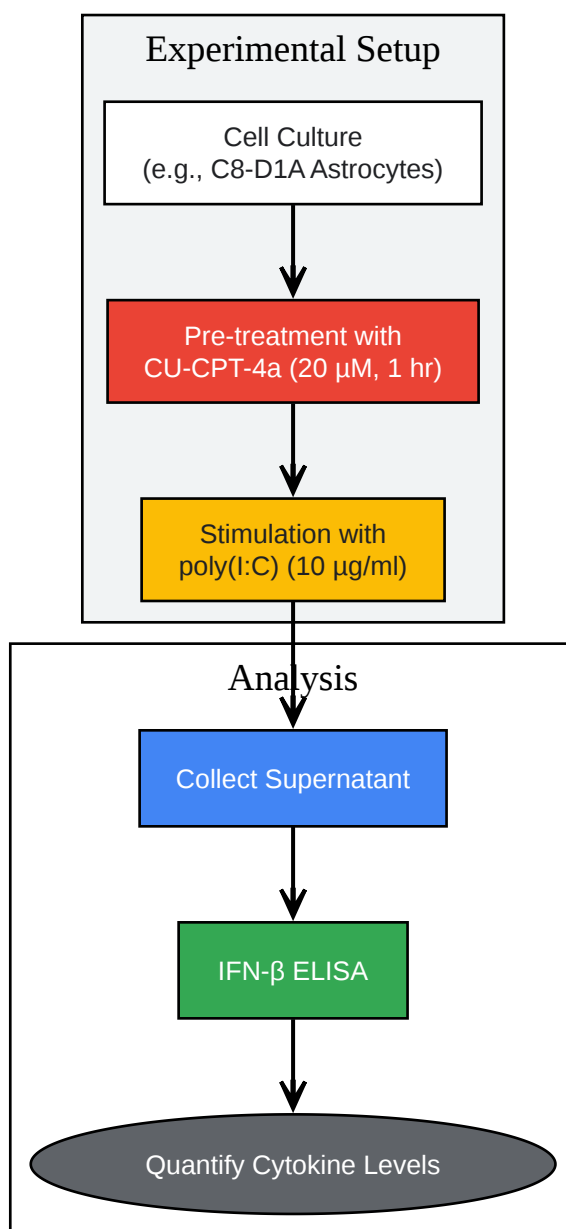 Experimental Setup
Cell Culture
(e.g., C8-D1A Astrocytes)
Pre-treatment with
CU-CPT-4a (20 µM, 1 hr)
Stimulation with
poly(I:C) (10 µg/ml)
Analysis
Collect Supernatant
IFN-β ELISA
Quantify Cytokine Levels